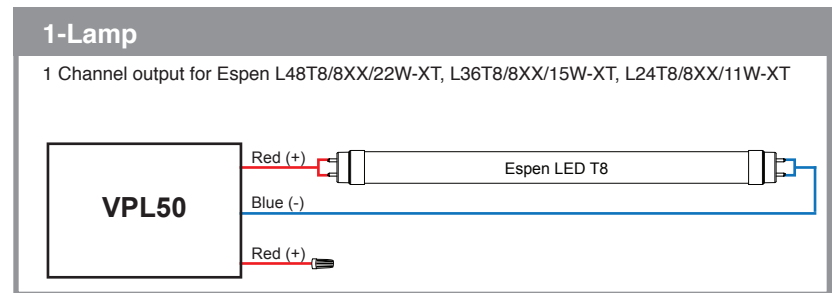 1-Lamp
1 Channel output for Espen L48T8/8XX/22W-XT, L36T8/8XX/15W-XT, L24T8/8XX/11W-XT
Red (+)
Espen LED T8
VPL50
Blue (-)
Red (+)